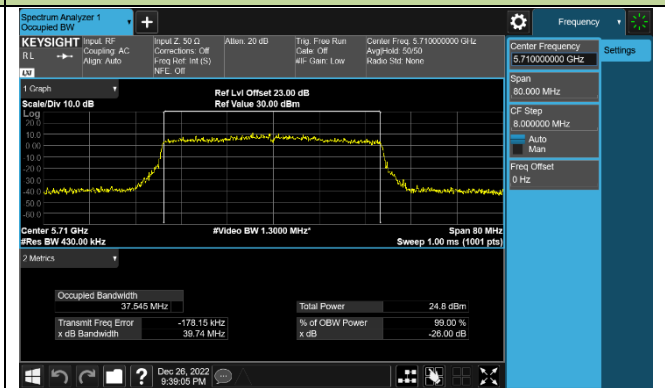 Spectrum Analyzer 1
Occupied BW
+
Frequency
KEYSIGHT
RL
LXI
Input: RF
Coupling: AC
Align: Auto
Input Z: 50 Ω
Corrections: Off
Freq Ref: Int (S)
NFE: Off
Atten: 20 dB
Trig: Free Run
Gate: Off
#IF Gain: Low
Center Freq: 5.710000000 GHz
Avg|Hold: 50/50
Radio Std: None
Center Frequency
5.710000000 GHz
Settings
Span
80.000 MHz
CF Step
8.000000 MHz
Auto
Man
Freq Offset
0 Hz
1 Graph
Scale/Div 10.0 dB
Ref Lvl Offset 23.00 dB
Ref Value 30.00 dBm
Log
20.0
10.0
0.00
-10.0
-20.0
-30.0
-40.0
-50.0
-60.0
Center 5.71 GHz
#Video BW 1.3000 MHz*
Span 80 MHz
#Res BW 430.00 kHz
Sweep 1.00 ms (1001 pts)
2 Metrics
Occupied Bandwidth
37.545 MHz
Total Power
24.8 dBm
Transmit Freq Error
-178.15 kHz
% of OBW Power
99.00 %
x dB Bandwidth
39.74 MHz
x dB
-26.00 dB
?
Dec 26, 2022
9:39:05 PM